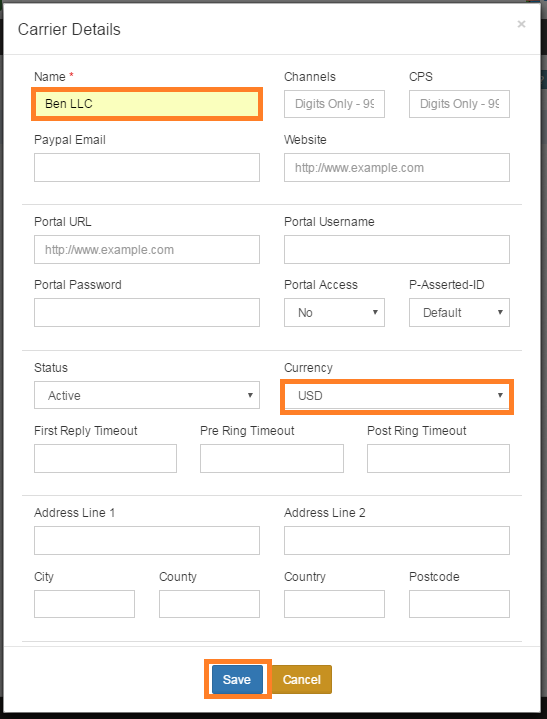 Carrier Details ×
Name * Channels CPS
Ben LLC Digits Only - 99 Digits Only - 99
Paypal Email Website
http://www.example.com
Portal URL Portal Username
http://www.example.com
Portal Password Portal Access P-Asserted-ID
No Default
Status Currency
Active USD
First Reply Timeout Pre Ring Timeout Post Ring Timeout
Address Line 1 Address Line 2
City County Country Postcode
Save Cancel